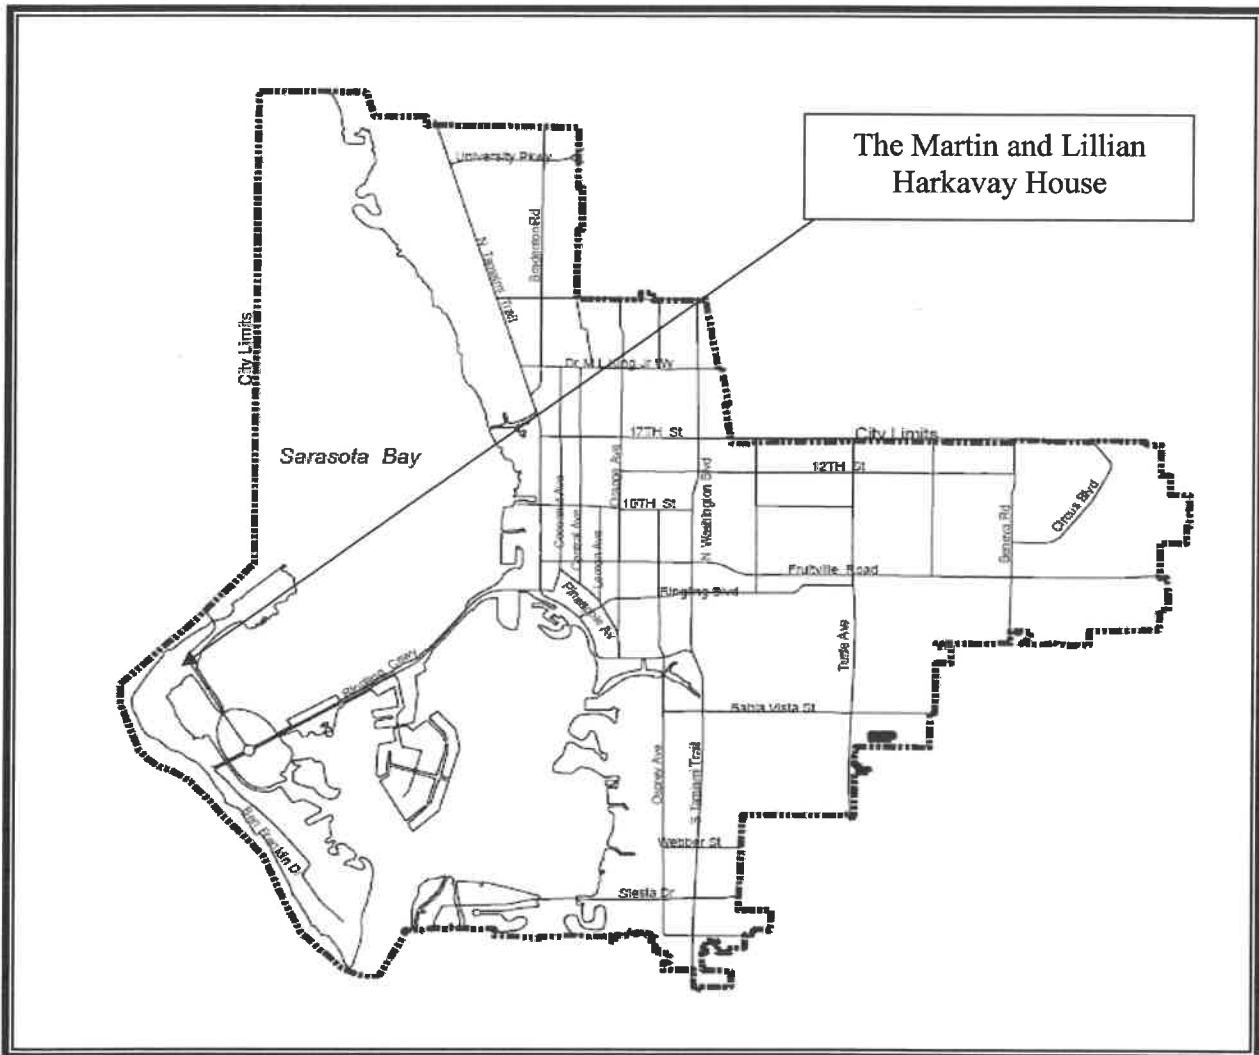 The Martin and Lillian
Harkavay House
University Pkwy
N Tamiami Trail
Bradenton Rd
City Limits
Dr M L King Jr W
17TH St
City Limits
Sarasota Bay
12TH St
Orange Ave
N Washington Blvd
Circus Blvd
10TH St
Cocoanut Ave
Central Ave
Lemon Ave
Beneva Rd
Fruitville Road
Ringling Blvd
Pineapple Av
Tuttle Ave
Ringling Cswy
Bahia Vista St
Osprey Ave
S Tamiami Trail
Ben Franklin D
Webber St
Siesta Dr